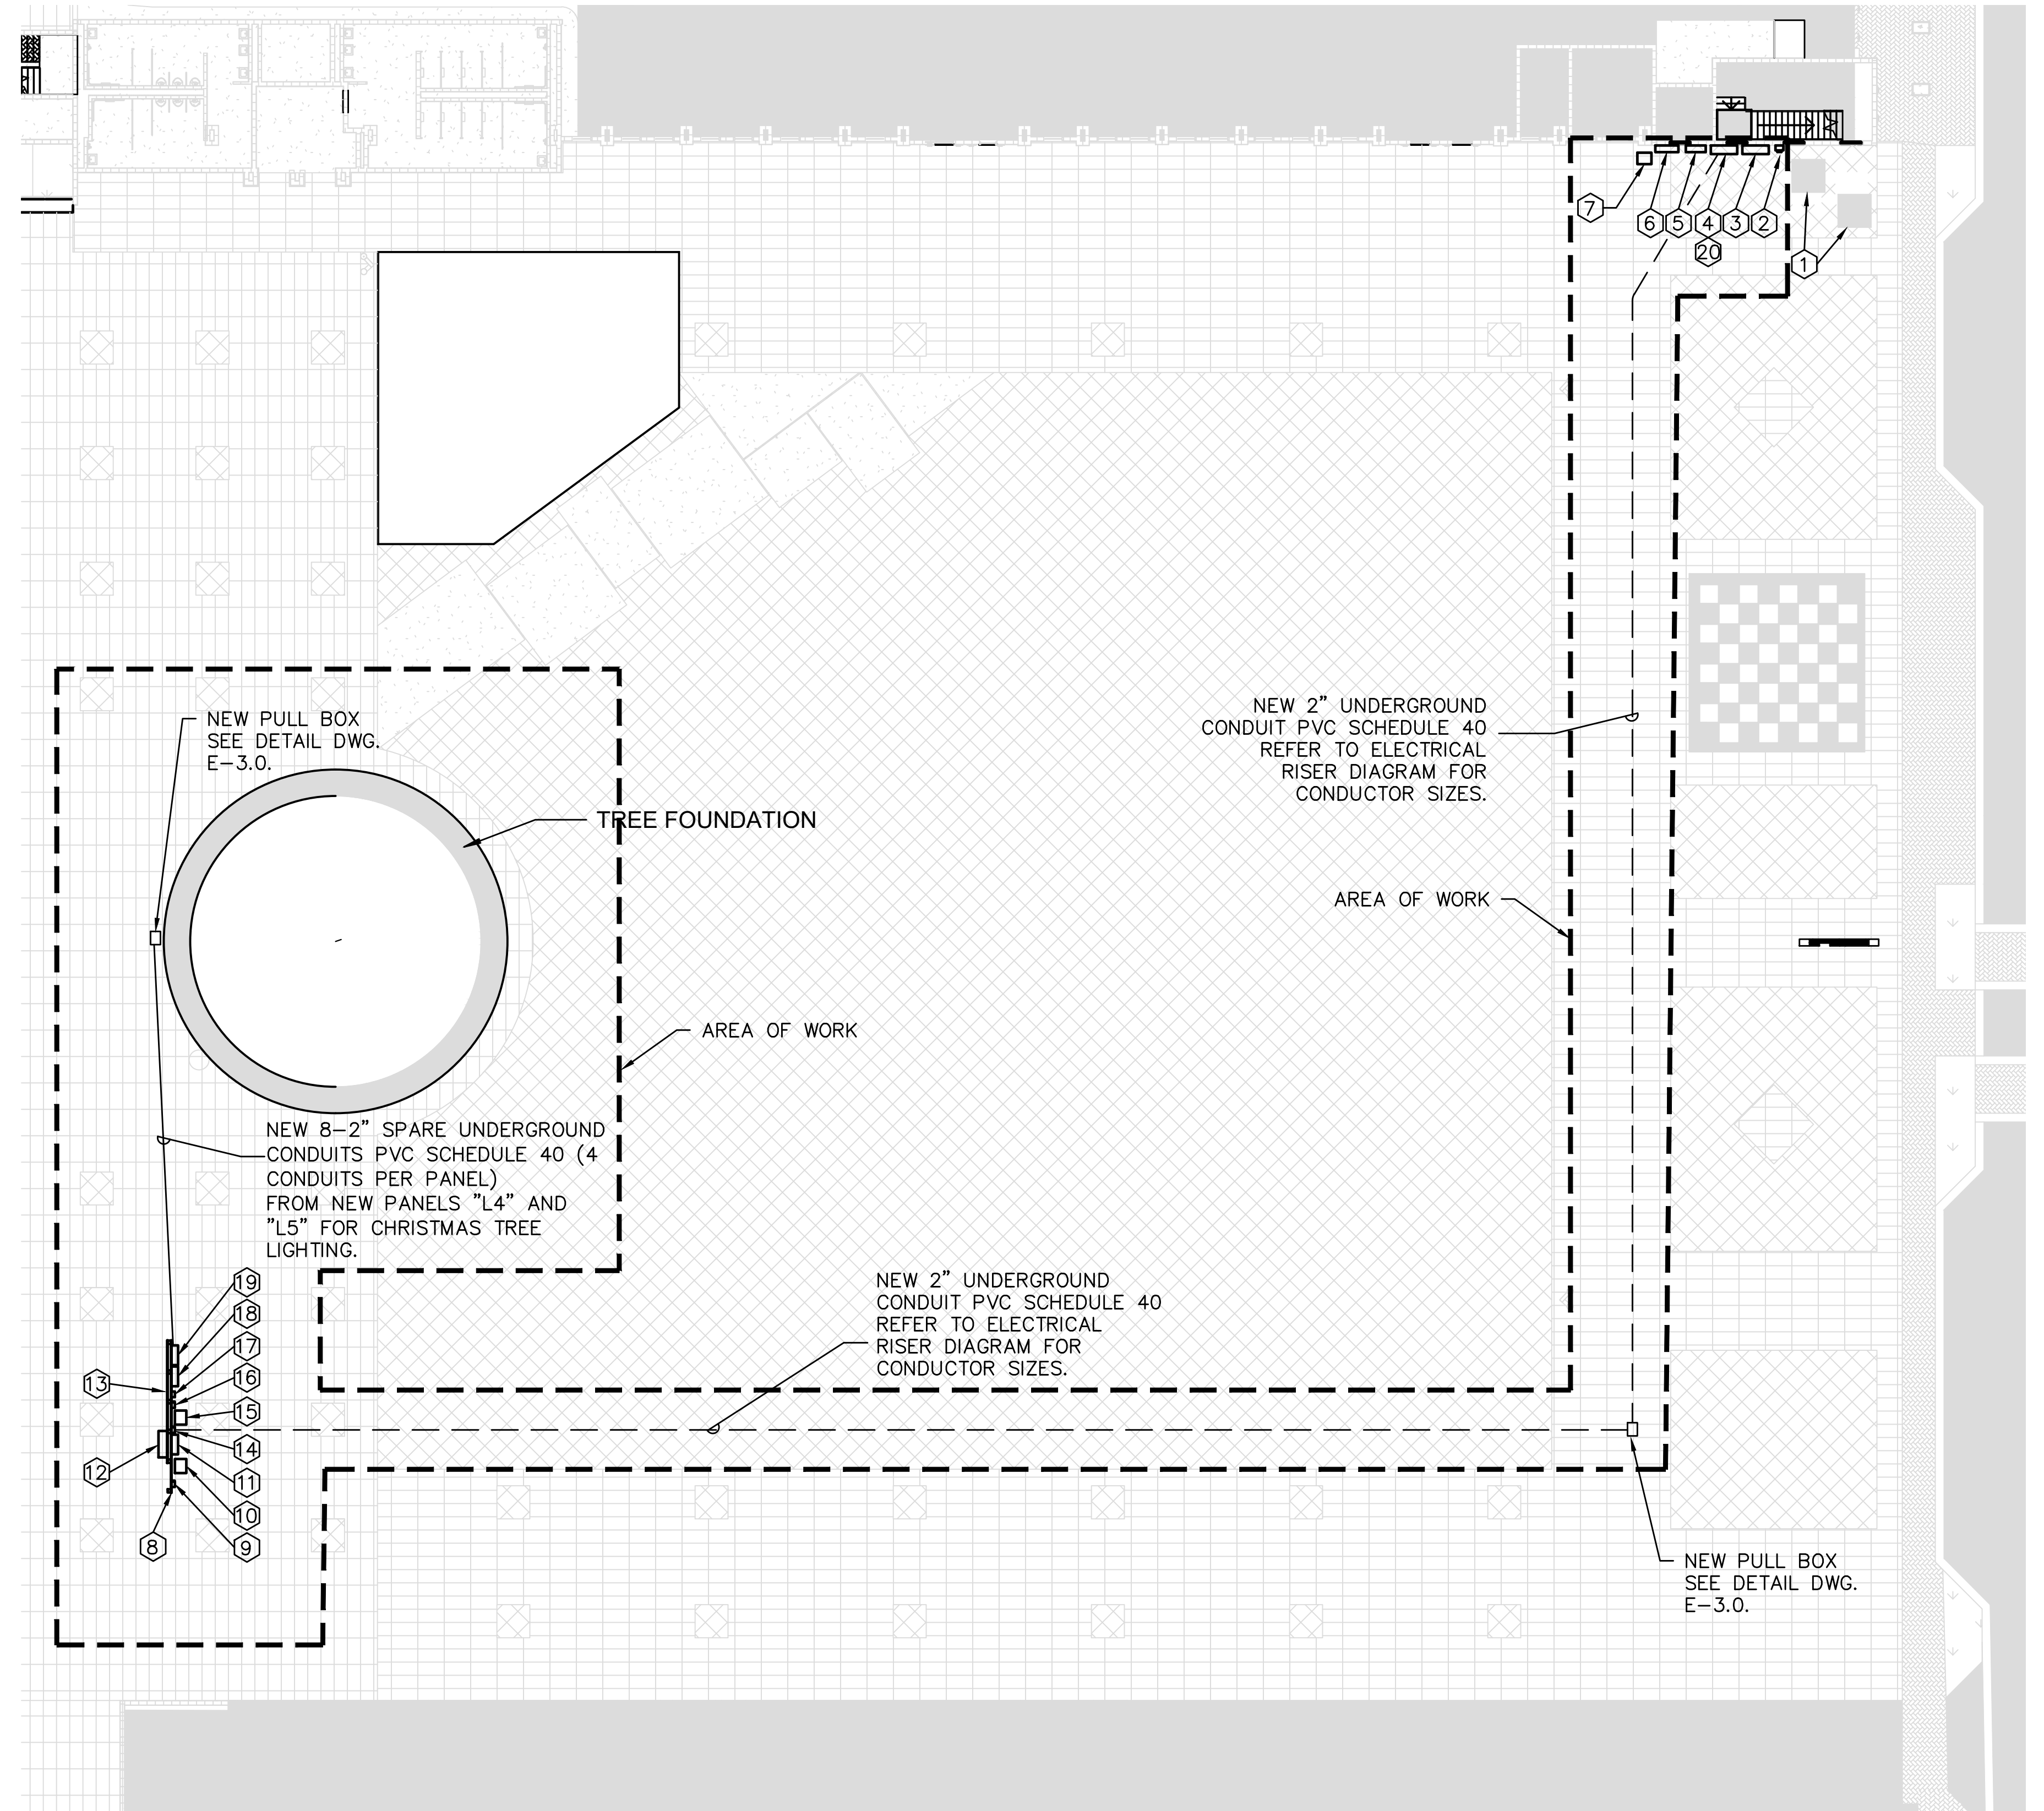 7
6
5
4
3
2
20
1
NEW PULL BOX
SEE DETAIL DWG.
E-3.0.
TREE FOUNDATION
NEW 2" UNDERGROUND
CONDUIT PVC SCHEDULE 40
REFER TO ELECTRICAL
RISER DIAGRAM FOR
CONDUCTOR SIZES.
AREA OF WORK
AREA OF WORK
NEW 8-2" SPARE UNDERGROUND
CONDUITS PVC SCHEDULE 40 (4
CONDUITS PER PANEL)
FROM NEW PANELS "L4" AND
"L5" FOR CHRISTMAS TREE
LIGHTING.
NEW 2" UNDERGROUND
CONDUIT PVC SCHEDULE 40
REFER TO ELECTRICAL
RISER DIAGRAM FOR
CONDUCTOR SIZES.
19
18
17
16
15
14
11
10
9
13
12
8
NEW PULL BOX
SEE DETAIL DWG.
E-3.0.